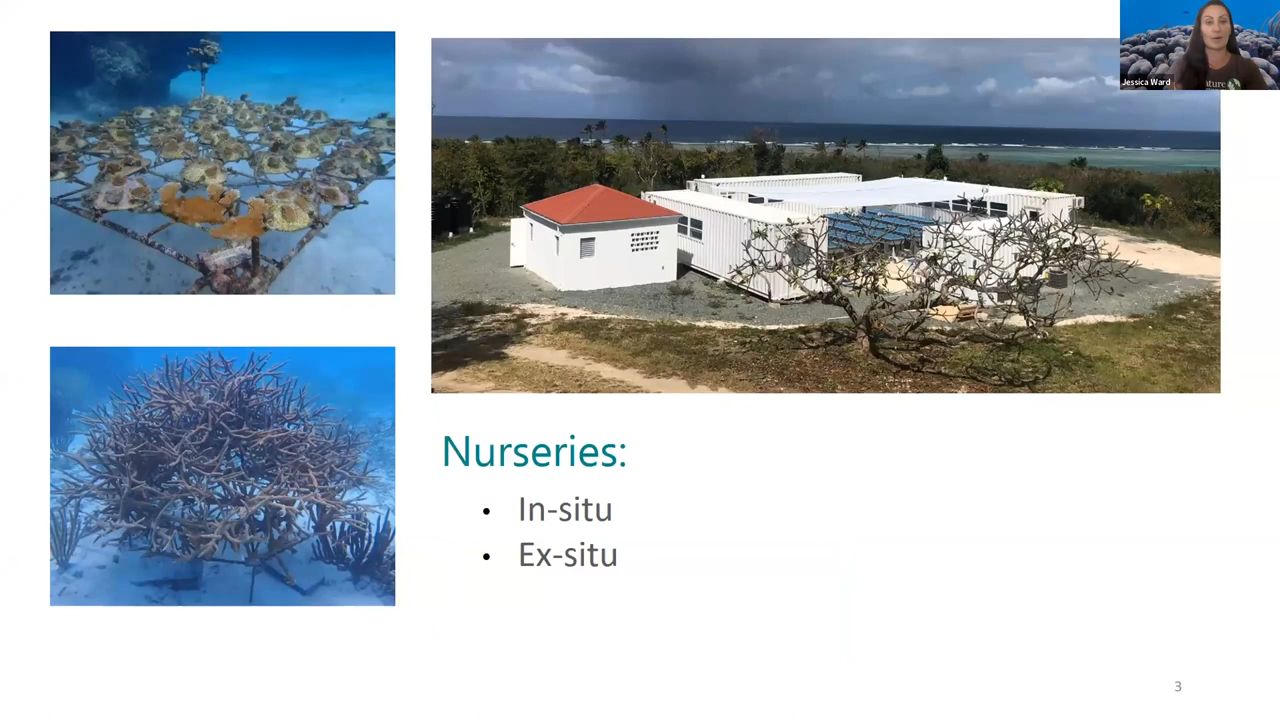 Jessica Ward
Nurseries:
• In-situ
• Ex-situ
3